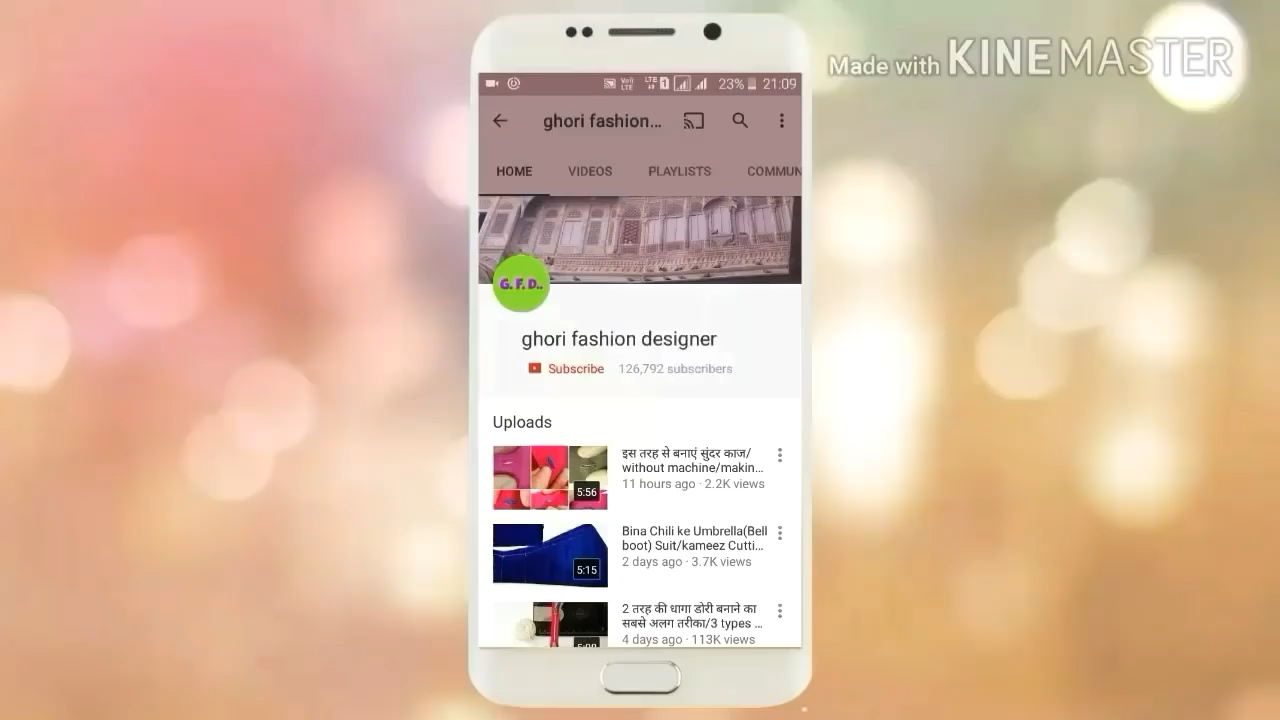 Made with KINEMASTER
VoLTE LTE 1 23% 21:09
ghori fashion...
HOME VIDEOS PLAYLISTS COMMUN
G. F. D..
ghori fashion designer
Subscribe 126,792 subscribers
Uploads
इस तरह से बनाएं सुंदर काज/
without machine/makin...
11 hours ago · 2.2K views
5:56
Bina Chili ke Umbrella(Bell
boot) Suit/kameez Cutti...
2 days ago · 3.7K views
5:15
2 तरह की धागा डोरी बनाने का
सबसे अलग तरीका/3 types ...
4 days ago · 113K views